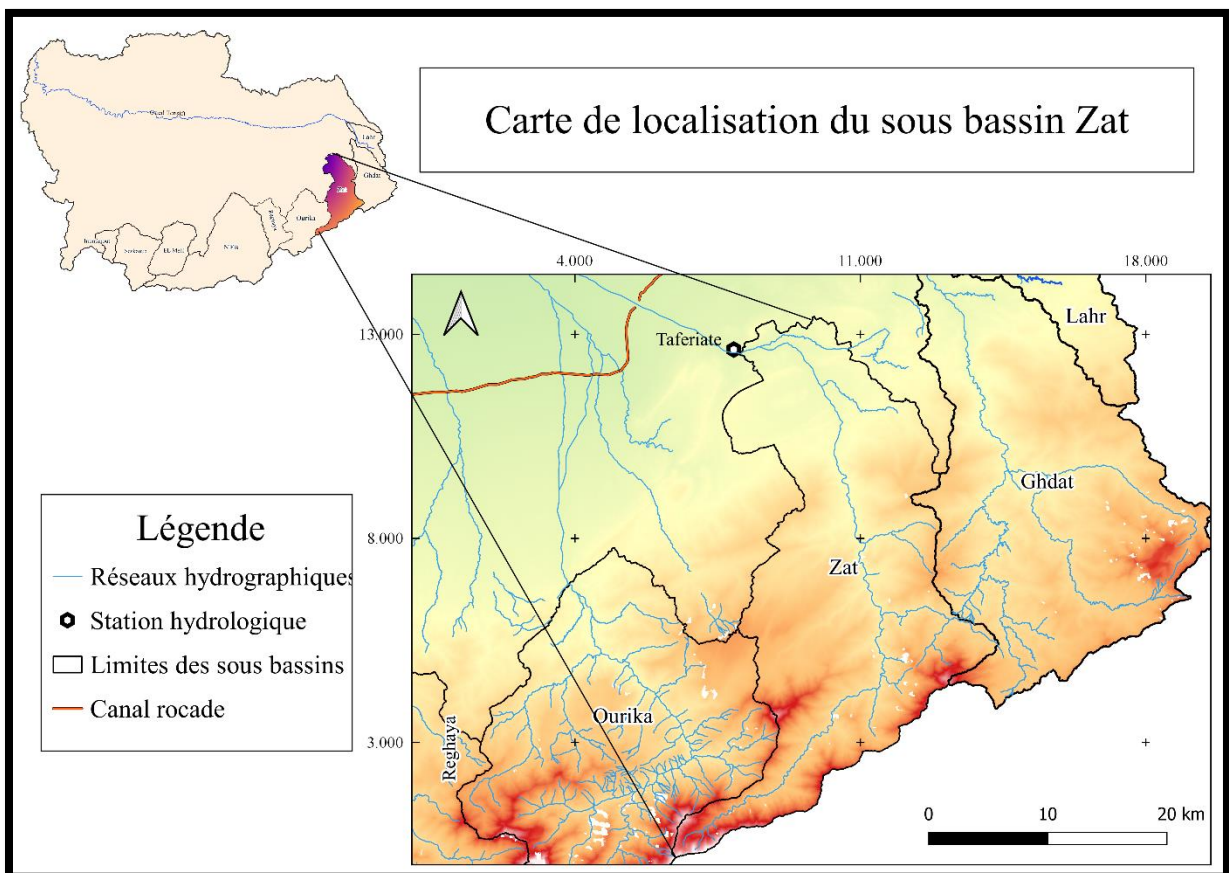 Carte de localisation du sous bassin Zat
Lahr
Ghdat
Zat
Ourika
N'Fis
4.000
11.000
18.000
13.000
8.000
3.000
Taferiate
Lahr
Ghdat
Zat
Ourika
Reghaya
Légende
Réseaux hydrographiques
Station hydrologique
Limites des sous bassins
Canal rocade
0
10
20 km